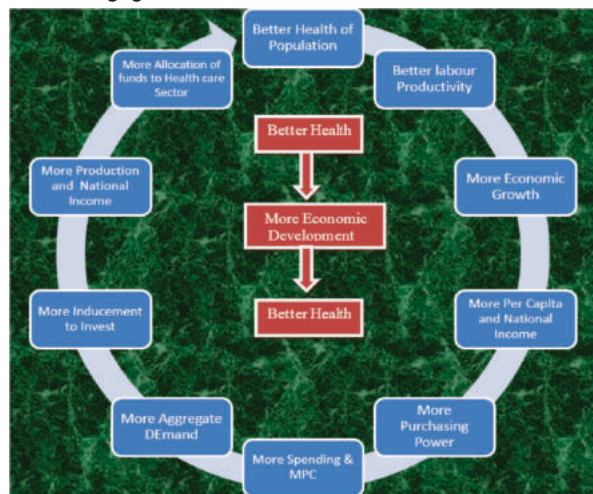 Better Health of
Population
Better labour
Productivity
More Economic
Growth
More Per Capita
and National
Income
More
Purchasing
Power
More Spending &
MPC
More Aggregate
DEmand
More Inducement
to Invest
More Production
and National
Income
More Allocation of
funds to Health care
Sector
Better Health
More Economic
Development
Better Health